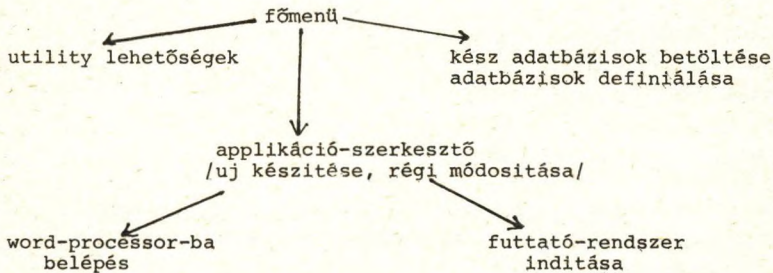 főmenü
utility lehetőségek
kész adatbázisok betöltése
adatbázisok definiálása
applikáció-szerkesztő
/uj készitése, régi módositása/
word-processor-ba
belépés
futtató-rendszer
inditása